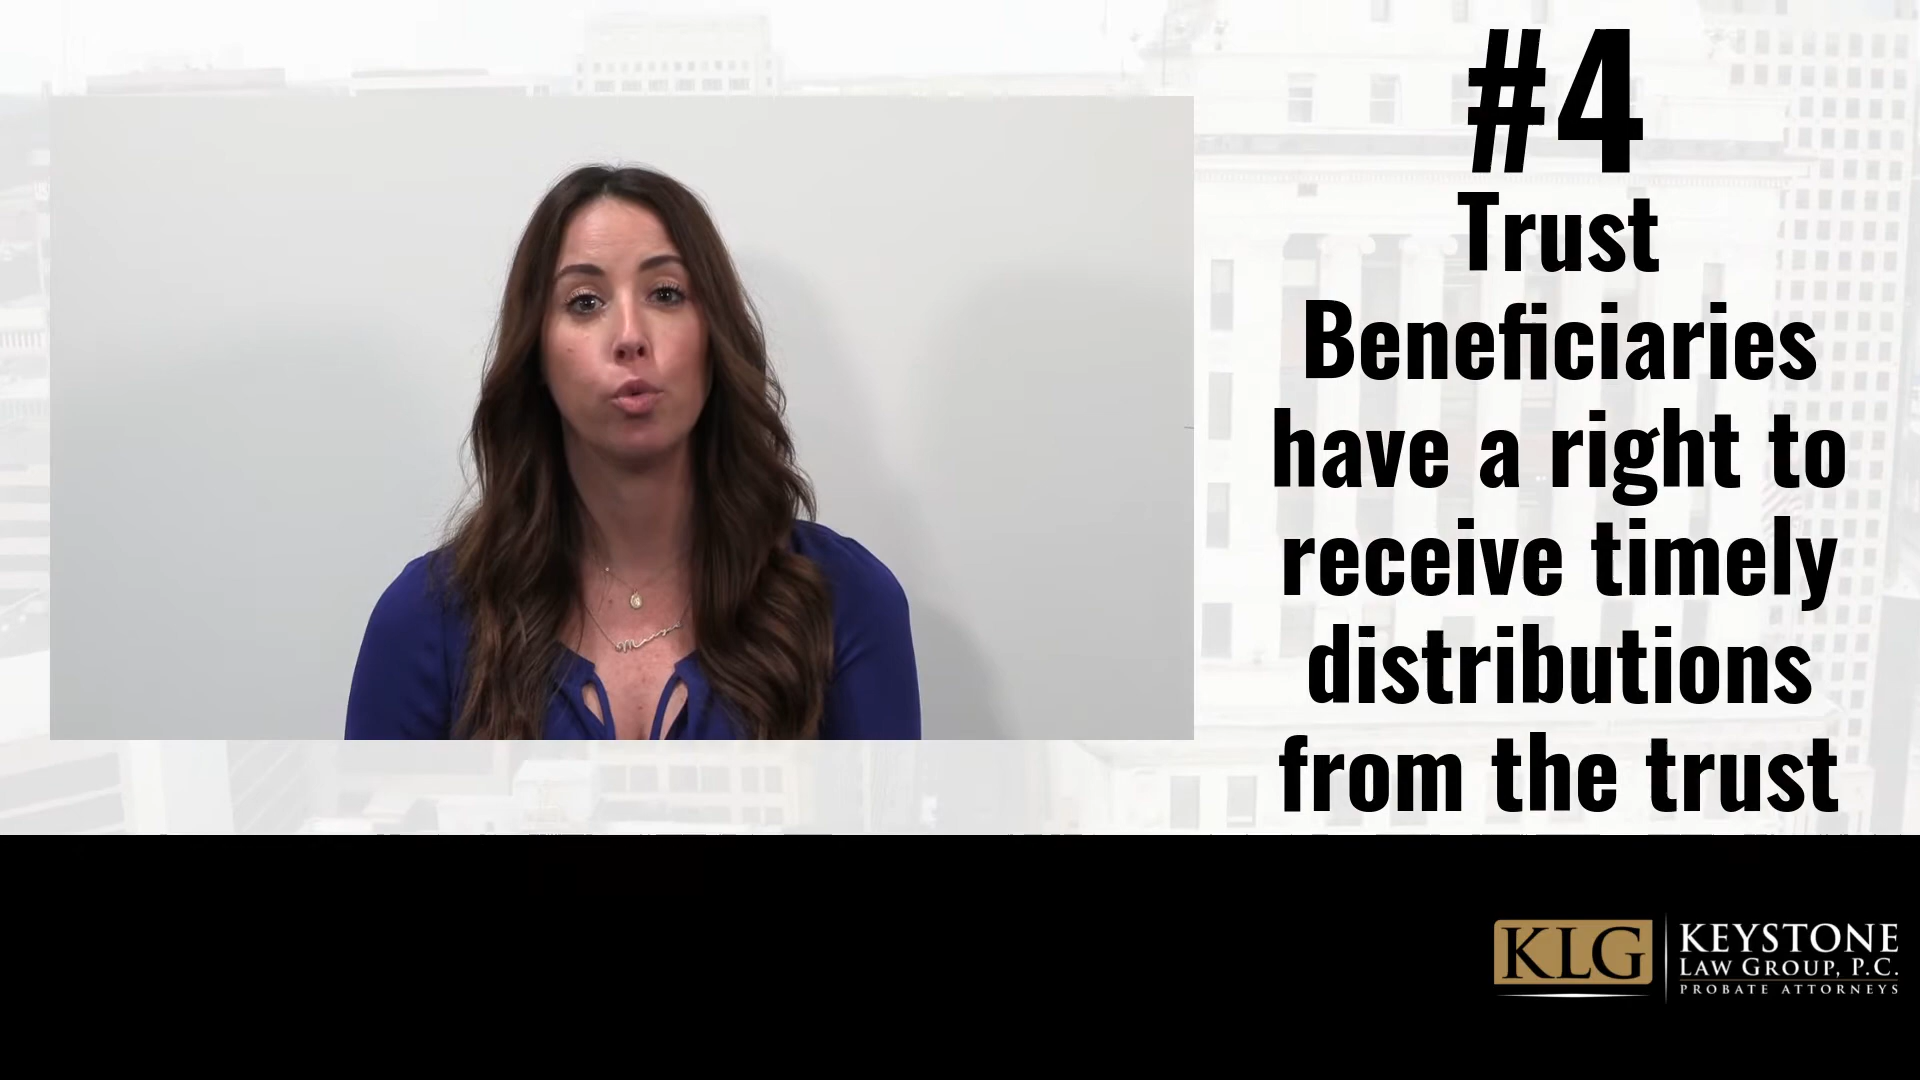 #4
Trust
Beneficiaries
have a right to
receive timely
distributions
from the trust
KLG
KEYSTONE
LAW GROUP, P.C.
PROBATE ATTORNEYS